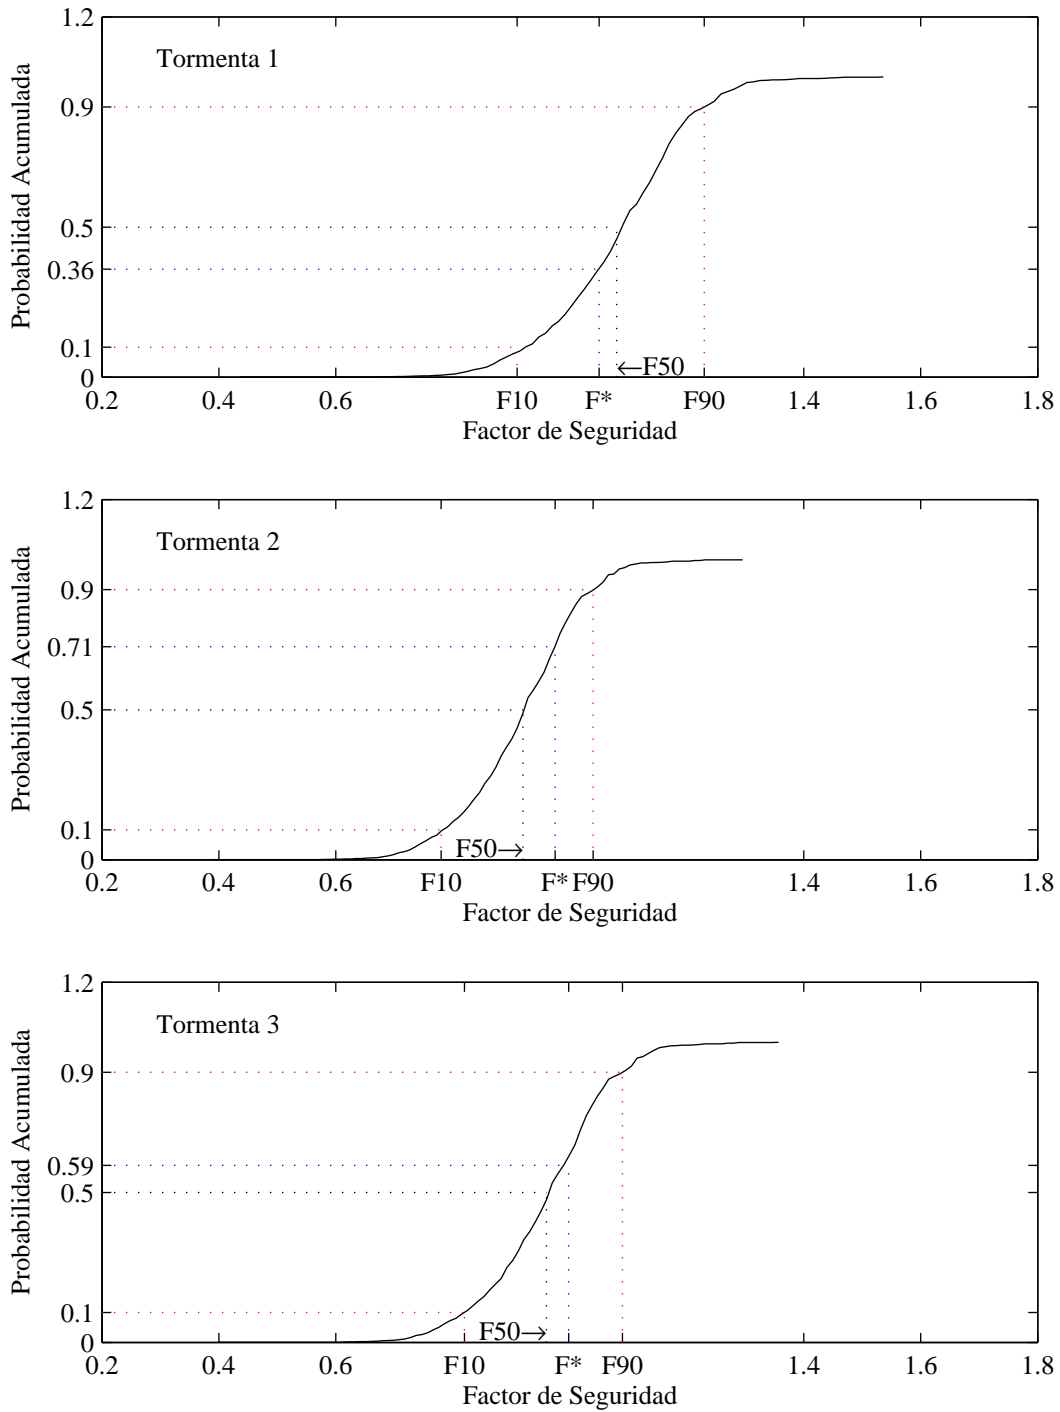 1.2
Tormenta 1
0.9
0.5
0.36
0.1
0
Probabilidad Acumulada
←F50
0.2 0.4 0.6 F10 F* F90 1.4 1.6 1.8
Factor de Seguridad
1.2
Tormenta 2
0.9
0.71
0.5
0.1
0
Probabilidad Acumulada
F50→
0.2 0.4 0.6 F10 F* F90 1.4 1.6 1.8
Factor de Seguridad
1.2
Tormenta 3
0.9
0.59
0.5
0.1
0
Probabilidad Acumulada
F50→
0.2 0.4 0.6 F10 F* F90 1.4 1.6 1.8
Factor de Seguridad